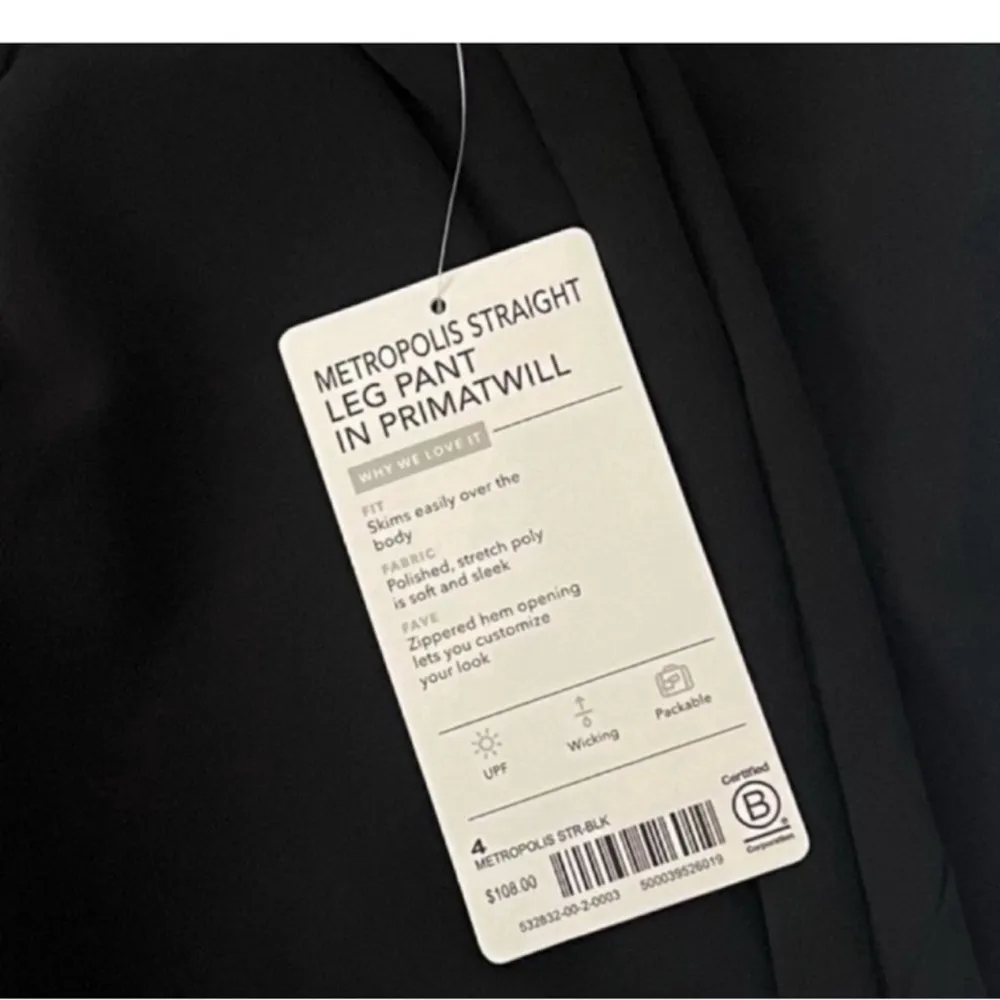 METROPOLIS STRAIGHT
LEG PANT
IN PRIMATWILL
WHY WE LOVE IT
FIT
Skims easily over the
body
FABRIC
Polished, stretch poly
is soft and sleek
FAVE
Zippered hem opening
lets you customize
your look
UPF
Wicking
Packable
4
METROPOLIS STR-BLK
$108.00
532832-00-2-0003
500039526019
Certified
B
®
Corporation